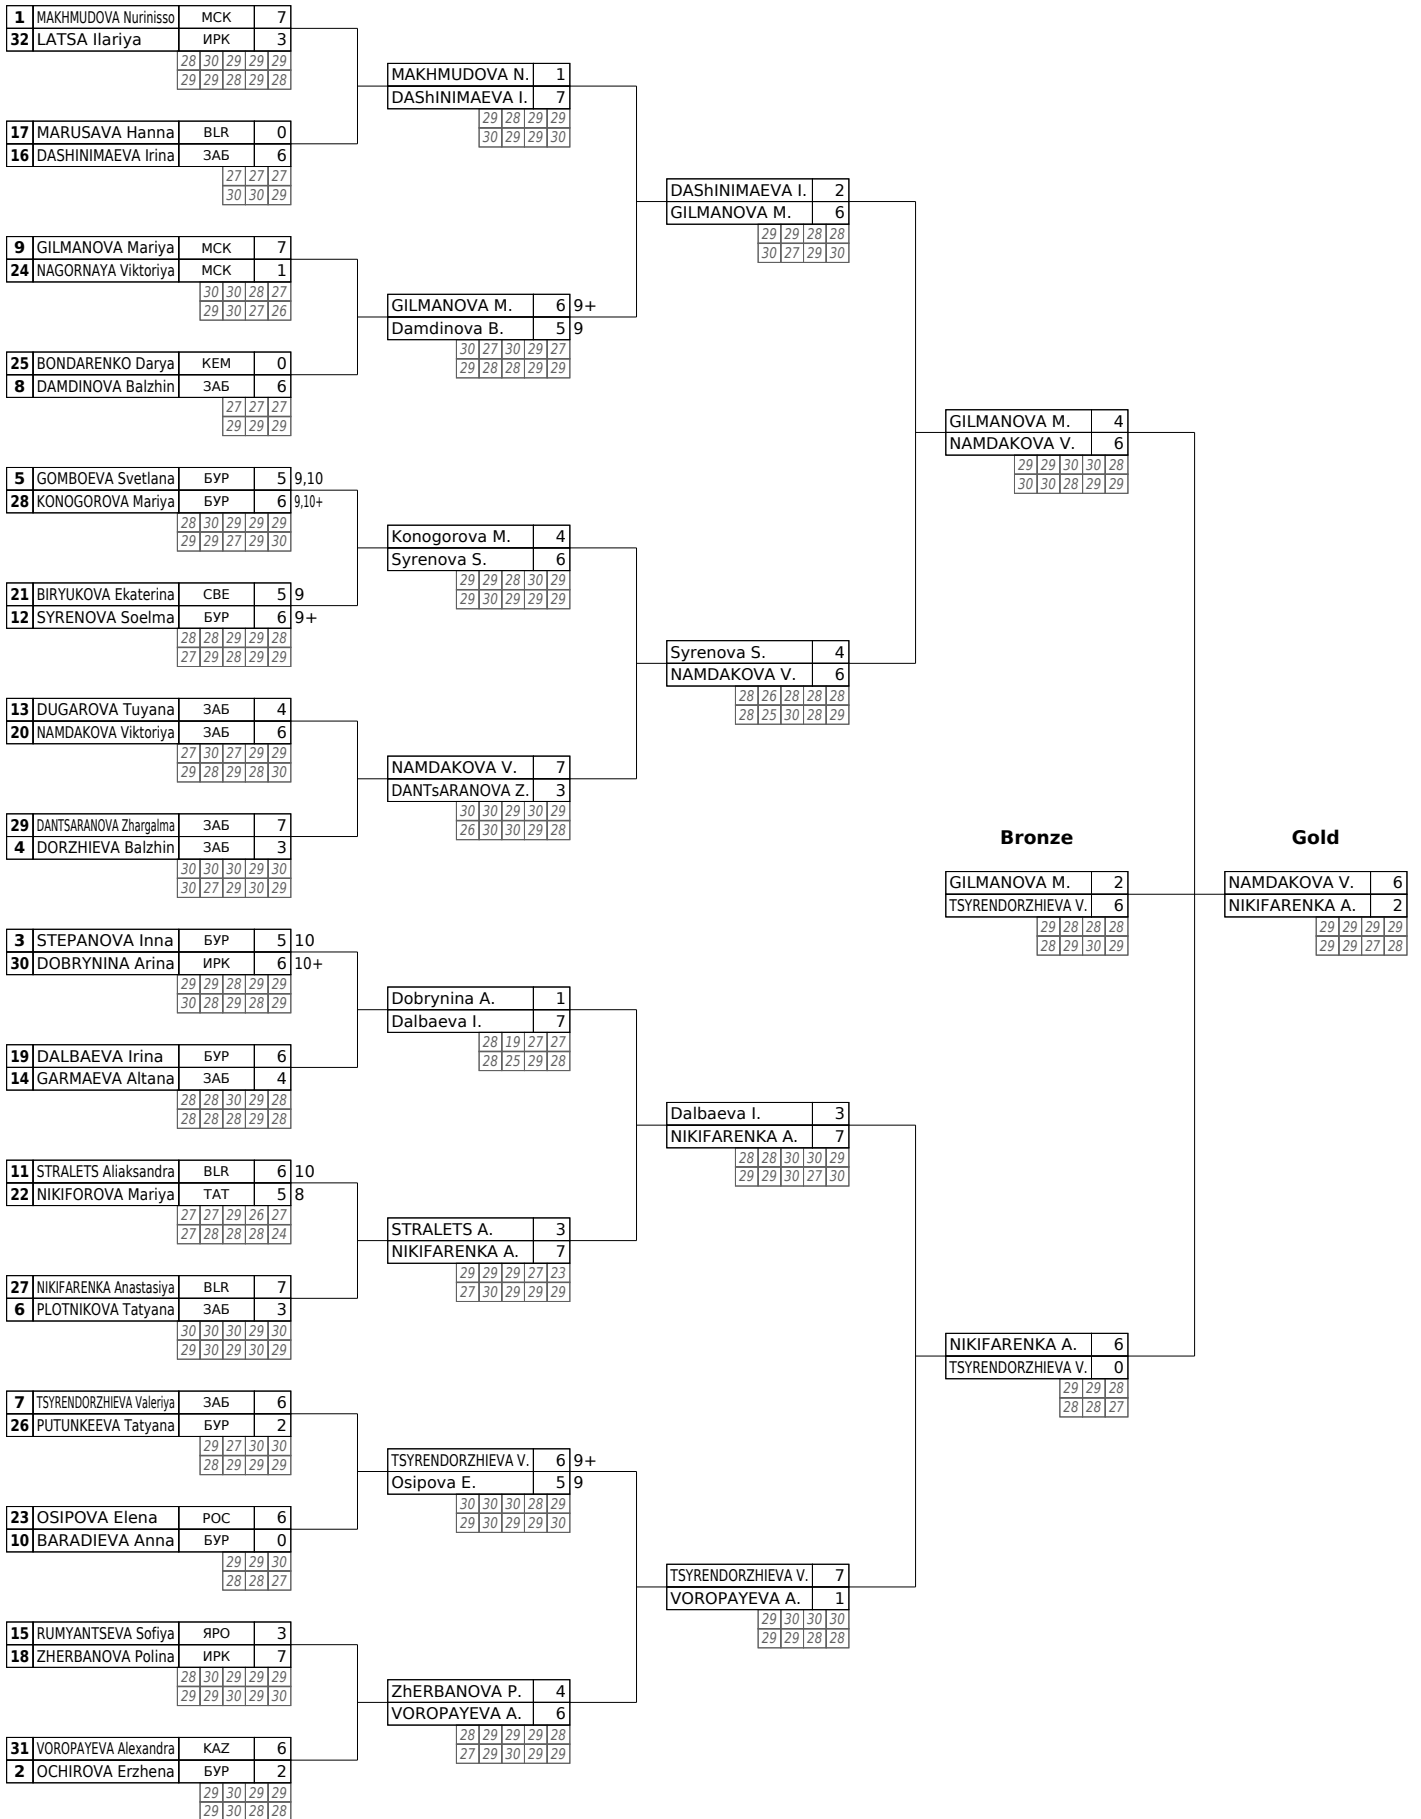 1 MAKHMUDOVA Nurinisso МСК 7
32 LATSA Ilariya ИРК 3
28 30 29 29 29
29 29 28 29 28
17 MARUSAVA Hanna BLR 0
16 DASHINIMAEVA Irina ЗАБ 6
27 27 27
30 30 29
9 GILMANOVA Mariya МСК 7
24 NAGORNAYA Viktoriya МСК 1
30 30 28 27
29 30 27 26
25 BONDARENKO Darya КЕМ 0
8 DAMDINOVA Balzhin ЗАБ 6
27 27 27
29 29 29
5 GOMBOEVA Svetlana БУР 5 9,10
28 KONOGOROVA Mariya БУР 6 9,10+
28 30 29 29 29
29 29 27 29 30
21 BIRYUKOVA Ekaterina СВЕ 5 9
12 SYRENOVA Soelma БУР 6 9+
28 28 29 29 28
27 29 28 29 29
13 DUGAROVA Tuyana ЗАБ 4
20 NAMDAKOVA Viktoriya ЗАБ 6
27 30 27 29 29
29 28 29 28 30
29 DANTSARANOVA Zhargalma ЗАБ 7
4 DORZHIEVA Balzhin ЗАБ 3
30 30 30 29 30
30 27 29 30 29
3 STEPANOVA Inna БУР 5 10
30 DOBRYNINA Arina ИРК 6 10+
29 29 28 29 29
30 28 29 28 29
19 DALBAEVA Irina БУР 6
14 GARMAEVA Altana ЗАБ 4
28 28 30 29 28
28 28 28 29 28
11 STRALETS Aliaksandra BLR 6 10
22 NIKIFOROVA Mariya ТАТ 5 8
27 27 29 26 27
27 28 28 28 24
27 NIKIFARENKA Anastasiya BLR 7
6 PLOTNIKOVA Tatyana ЗАБ 3
30 30 30 29 30
29 30 29 30 29
7 TSYRENDORZHIEVA Valeriya ЗАБ 6
26 PUTUNKEEVA Tatyana БУР 2
29 27 30 30
28 29 29 29
23 OSIPOVA Elena РОС 6
10 BARADIEVA Anna БУР 0
29 29 30
28 28 27
15 RUMYANTSEVA Sofiya ЯРО 3
18 ZHERBANOVA Polina ИРК 7
28 30 29 29 29
29 29 30 29 30
31 VOROPAYEVA Alexandra KAZ 6
2 OCHIROVA Erzhena БУР 2
29 30 29 29
29 30 28 28
MAKHMUDOVA N. 1
DAShINIMAEVA I. 7
29 28 29 29
30 29 29 30
GILMANOVA M. 6 9+
Damdinova B. 5 9
30 27 30 29 27
29 28 28 29 29
Konogorova M. 4
Syrenova S. 6
29 29 28 30 29
29 30 29 29 29
NAMDAKOVA V. 7
DANTsARANOVA Z. 3
30 30 29 30 29
26 30 30 29 28
Dobrynina A. 1
Dalbaeva I. 7
28 19 27 27
28 25 29 28
STRALETS A. 3
NIKIFARENKA A. 7
29 29 29 27 23
27 30 29 29 29
TSYRENDORZHIEVA V. 6 9+
Osipova E. 5 9
30 30 30 28 29
29 30 29 29 30
ZhERBANOVA P. 4
VOROPAYEVA A. 6
28 29 29 29 28
27 29 30 29 29
DAShINIMAEVA I. 2
GILMANOVA M. 6
29 29 28 28
30 27 29 30
Syrenova S. 4
NAMDAKOVA V. 6
28 26 28 28 28
28 25 30 28 29
Dalbaeva I. 3
NIKIFARENKA A. 7
28 28 30 30 29
29 29 30 27 30
TSYRENDORZHIEVA V. 7
VOROPAYEVA A. 1
29 30 30 30
29 29 28 28
GILMANOVA M. 4
NAMDAKOVA V. 6
29 29 30 30 28
30 30 28 29 29
NIKIFARENKA A. 6
TSYRENDORZHIEVA V. 0
29 29 28
28 28 27
Bronze
GILMANOVA M. 2
TSYRENDORZHIEVA V. 6
29 28 28 28
28 29 30 29
Gold
NAMDAKOVA V. 6
NIKIFARENKA A. 2
29 29 29 29
29 29 27 28